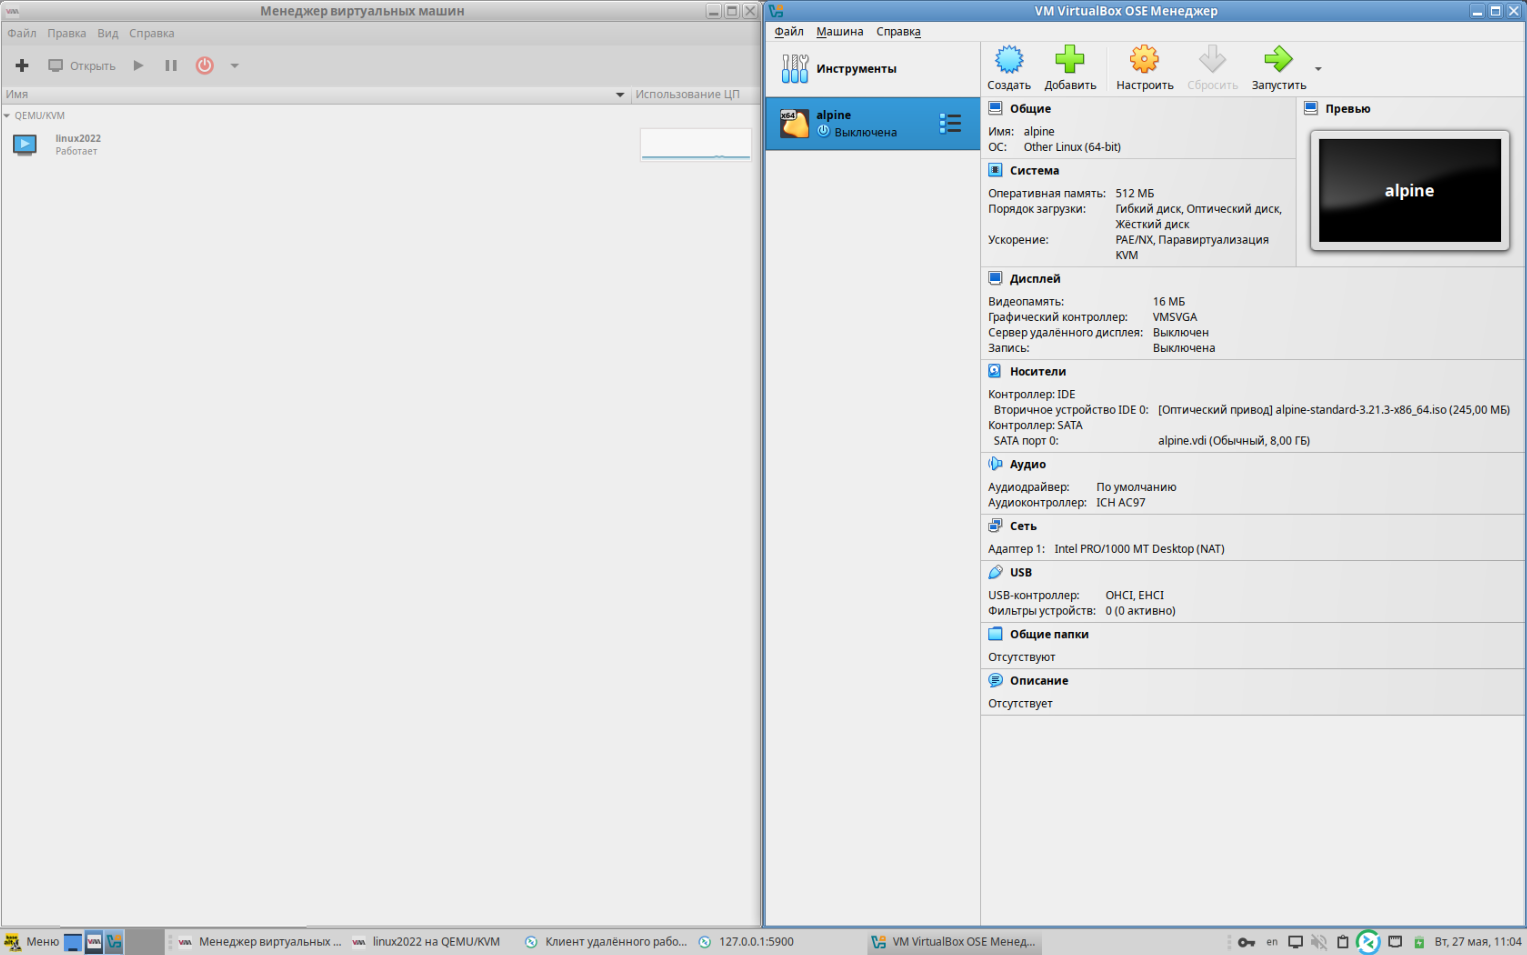 Менеджер виртуальных машин
Файл Правка Вид Справка
Открыть
Имя Использование ЦП
QEMU/KVM
linux2022
Работает
VM VirtualBox OSE Менеджер
Файл Машина Справка
Инструменты
Создать Добавить Настроить Сбросить Запустить
x64
alpine
Выключена
Общие
Имя: alpine
ОС: Other Linux (64-bit)
Превью
alpine
Система
Оперативная память: 512 МБ
Порядок загрузки: Гибкий диск, Оптический диск,
Жёсткий диск
Ускорение: PAE/NX, Паравиртуализация
KVM
Дисплей
Видеопамять: 16 МБ
Графический контроллер: VMSVGA
Сервер удалённого дисплея: Выключен
Запись: Выключена
Носители
Контроллер: IDE
Вторичное устройство IDE 0: [Оптический привод] alpine-standard-3.21.3-x86_64.iso (245,00 МБ)
Контроллер: SATA
SATA порт 0: alpine.vdi (Обычный, 8,00 ГБ)
Аудио
Аудиодрайвер: По умолчанию
Аудиоконтроллер: ICH AC97
Сеть
Адаптер 1: Intel PRO/1000 MT Desktop (NAT)
USB
USB-контроллер: OHCI, EHCI
Фильтры устройств: 0 (0 активно)
Общие папки
Отсутствуют
Описание
Отсутствует
Меню Менеджер виртуальных ... linux2022 на QEMU/KVM Клиент удалённого рабо... 127.0.0.1:5900 VM VirtualBox OSE Менед... en Вт, 27 мая, 11:04